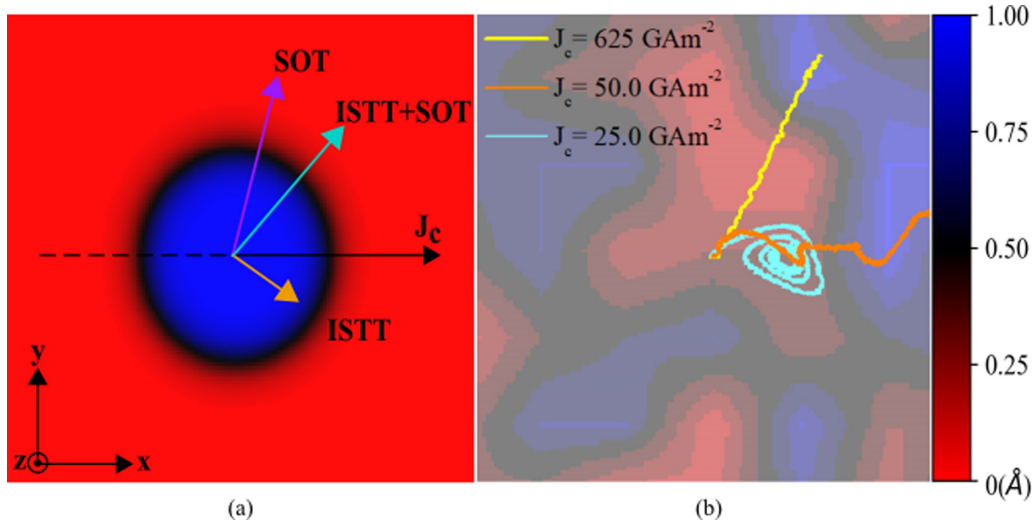 SOT
ISTT+SOT
J_c
ISTT
y
z
x
(a)
J_c = 625 GAm⁻²
J_c = 50.0 GAm⁻²
J_c = 25.0 GAm⁻²
1.00
0.75
0.50
0.25
0(Å)
(b)